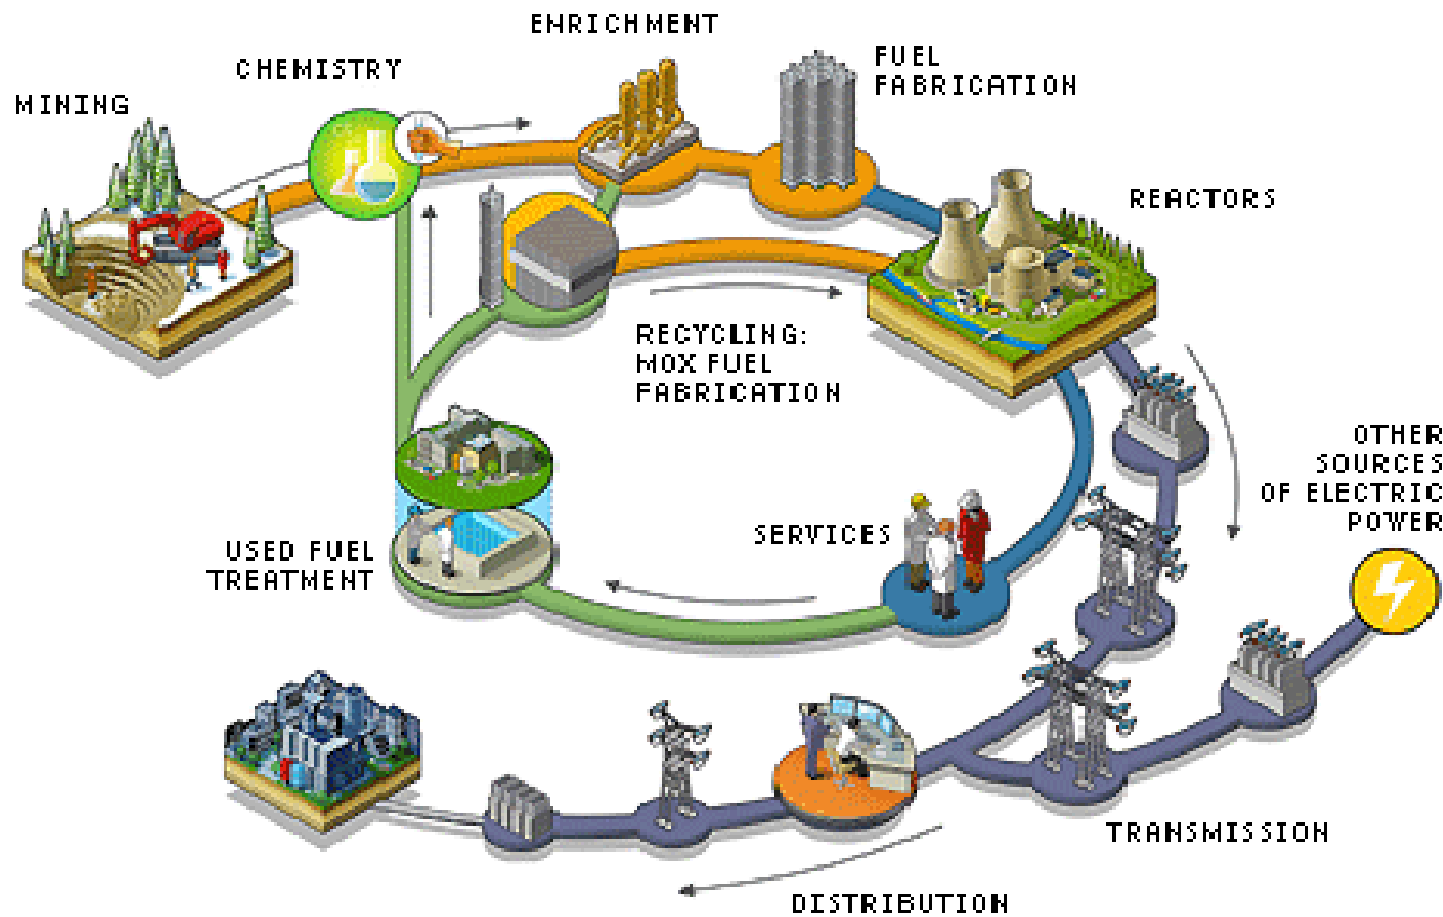 ENRICHMENT
CHEMISTRY
FUEL
FABRICATION
MINING
REACTORS
RECYCLING:
MOX FUEL
FABRICATION
OTHER
SOURCES
OF ELECTRIC
POWER
SERVICES
USED FUEL
TREATMENT
TRANSMISSION
DISTRIBUTION